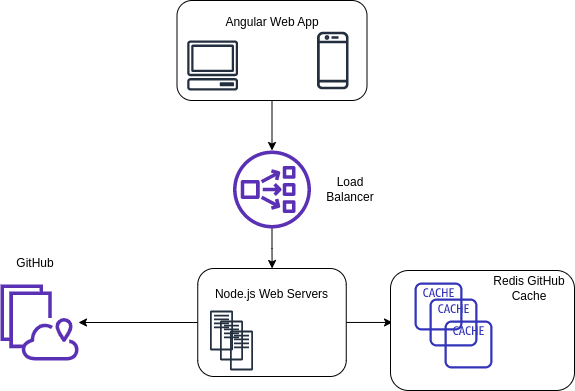 Angular Web App
Load
Balancer
GitHub
Node.js Web Servers
Redis GitHub
Cache
CACHE
CACHE
CACHE